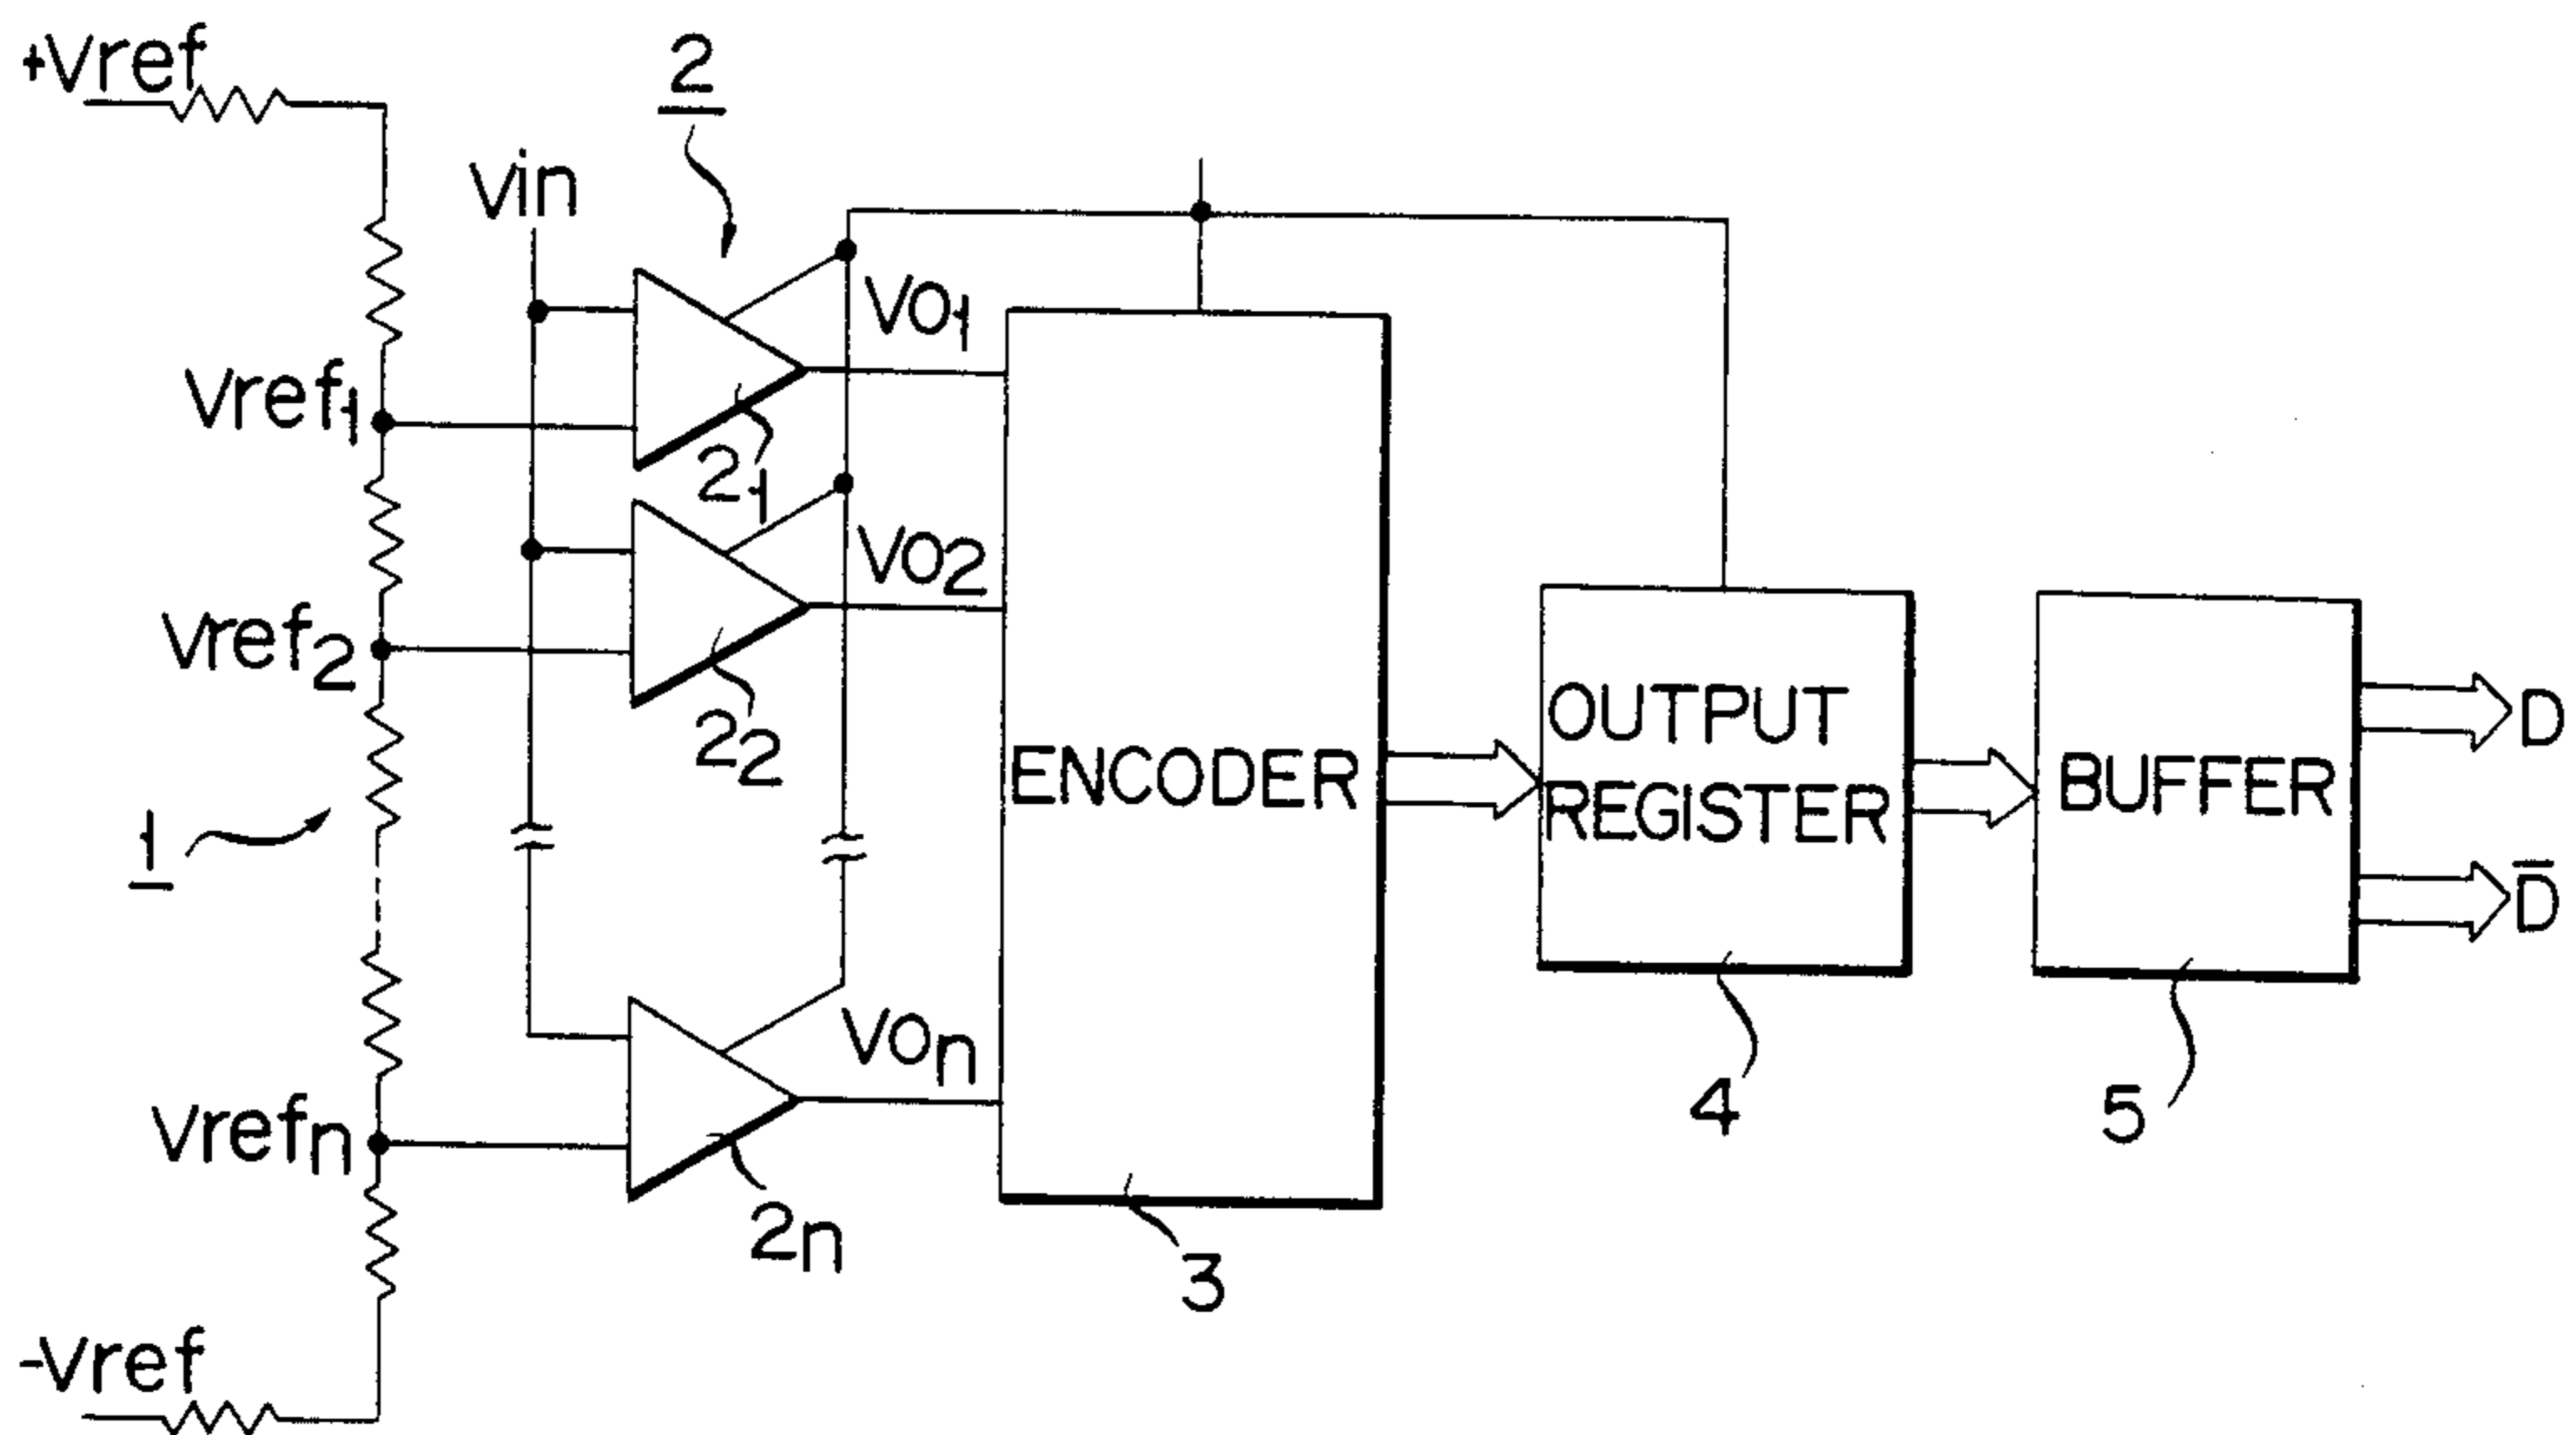 +Vref
2
Vin
VO1
Vref1
21
VO2
Vref2
22
1
ENCODER
OUTPUT
REGISTER
BUFFER
D
D̅
VOn
Vrefn
2n
3
4
5
-Vref